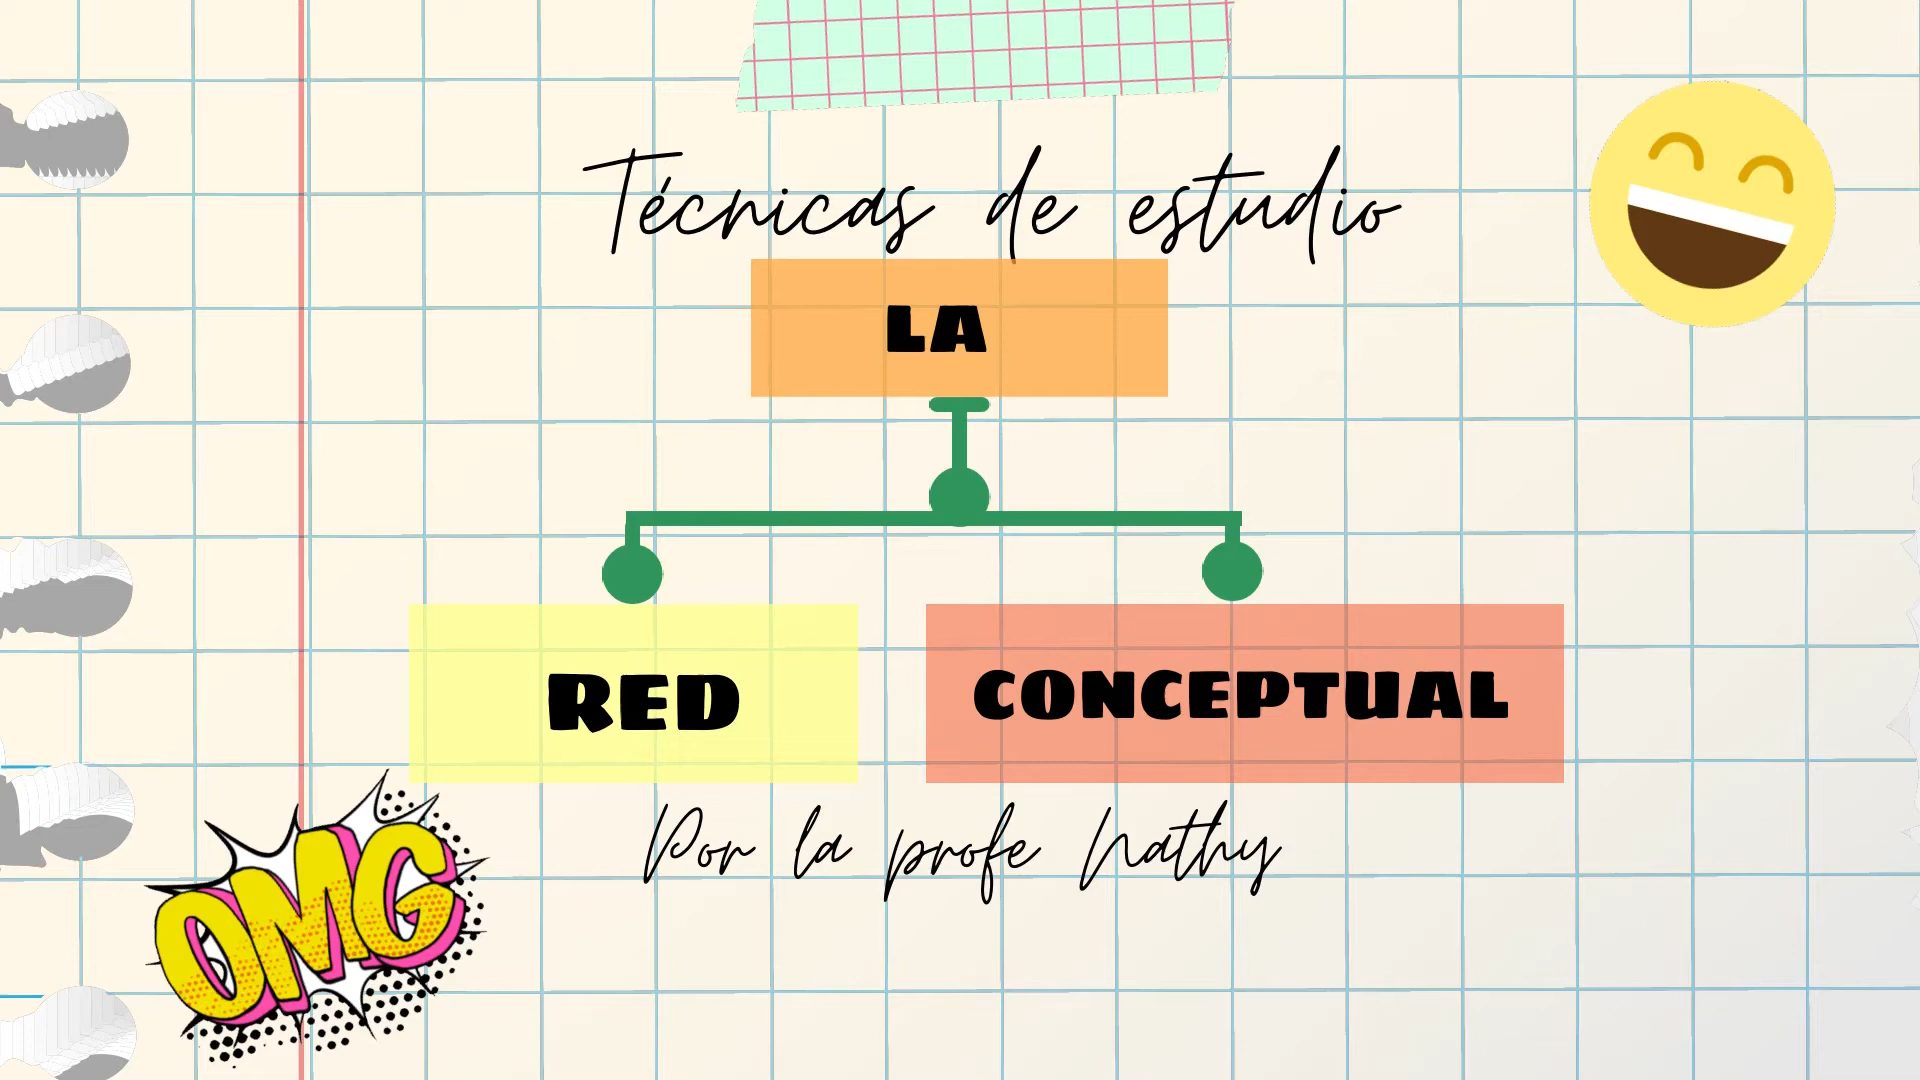 Técnicas de estudio
LA
RED CONCEPTUAL
Por la profe Nathy
OMG